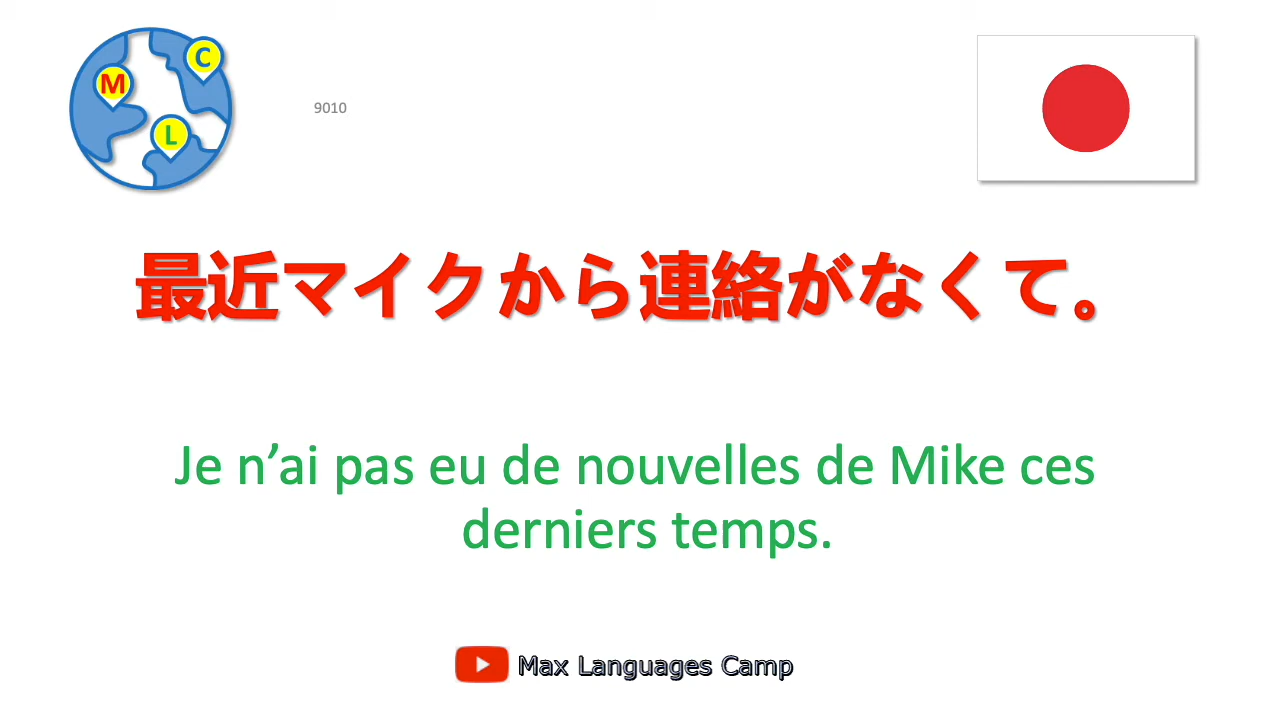 C
M
L
9010
最近マイクから連絡がなくて。
Je n’ai pas eu de nouvelles de Mike ces
derniers temps.
Max Languages Camp